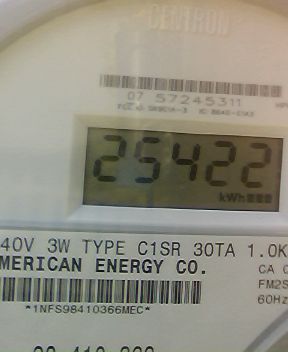 CENTRON
07 57245311
25422
kWh
40V 3W TYPE C1SR 30TA 1.0K
MERICAN ENERGY CO.
CA 0
FM2S
60Hz
*1NFS98410366MEC*